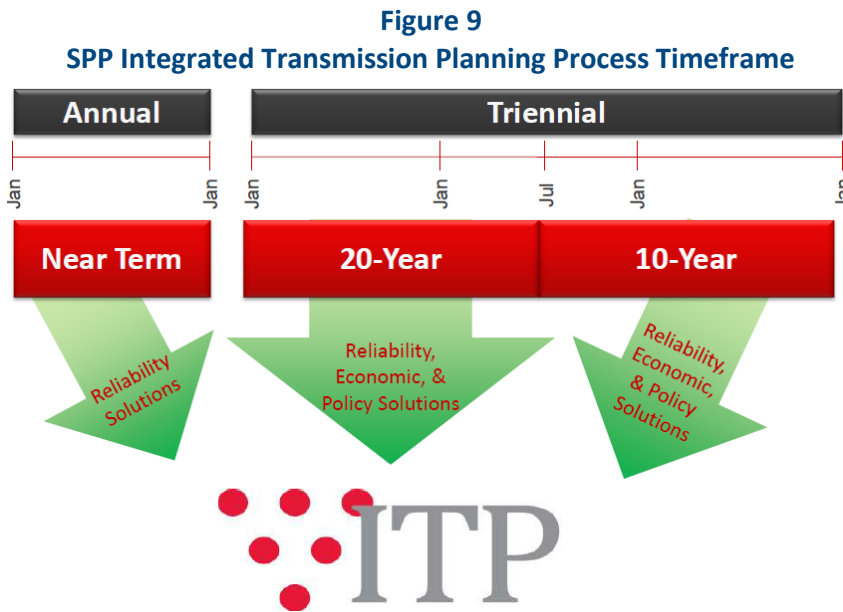 Figure 9
SPP Integrated Transmission Planning Process Timeframe
Annual
Triennial
Jan
Jan
Jan
Jan
Jul
Jan
Jan
Near Term
20-Year
10-Year
Reliability
Solutions
Reliability,
Economic, &
Policy Solutions
Reliability,
Economic,
& Policy
Solutions
ITP